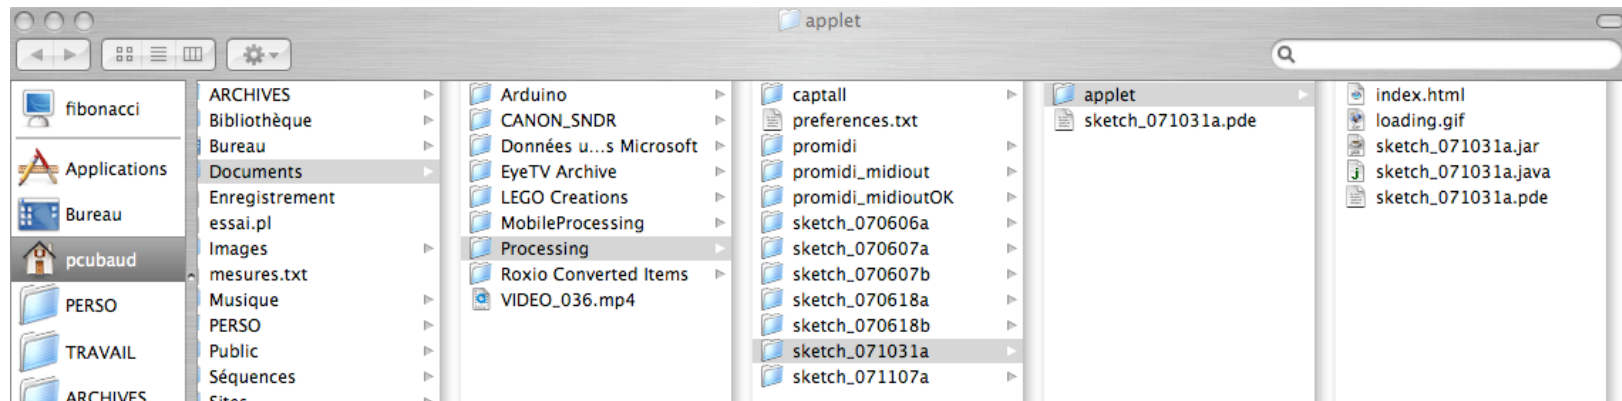 applet
fibonacci
Applications
Bureau
pcubaud
PERSO
TRAVAIL
ARCHIVES
ARCHIVES
Bibliothèque
Bureau
Documents
Enregistrement
essai.pl
Images
mesures.txt
Musique
PERSO
Public
Séquences
Sites
Arduino
CANON_SNDR
Données u...s Microsoft
EyeTV Archive
LEGO Creations
MobileProcessing
Processing
Roxio Converted Items
VIDEO_036.mp4
captall
preferences.txt
promidi
promidi_midiout
promidi_midioutOK
sketch_070606a
sketch_070607a
sketch_070607b
sketch_070618a
sketch_070618b
sketch_071031a
sketch_071107a
applet
sketch_071031a.pde
index.html
loading.gif
sketch_071031a.jar
sketch_071031a.java
sketch_071031a.pde